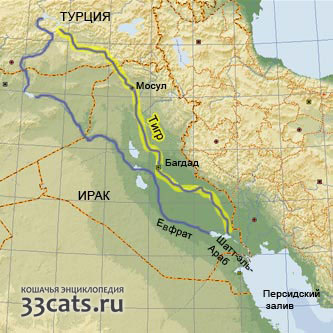 ТУРЦИЯ
Мосул
Тигр
Багдад
ИРАК
Евфрат
Шатт-эль-
Араб
КОШАЧЬЯ ЭНЦИКЛОПЕДИЯ
33cats.ru
Персидский
залив